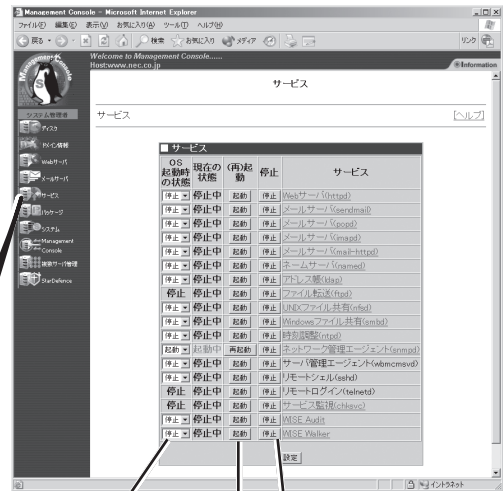 Management Console - Microsoft Internet Explorer
ファイル(F) 編集(E) 表示(V) お気に入り(A) ツール(T) ヘルプ(H)
戻る 検索 お気に入り メディア リンク
Welcome to Management Console......
Host:www.nec.co.jp
Information
サービス
システム管理者
サービス [ヘルプ]
ディスク
Webサーバ
メールサーバ
サービス
パッケージ
システム
Management Console
複数サーバ管理
StarDefence
■ サービス
OS起動時の状態 現在の状態 (再)起動 停止 サービス
停止 停止中 起動 停止 Webサーバ(httpd)
停止 停止中 起動 停止 メールサーバ(sendmail)
停止 停止中 起動 停止 メールサーバ(popd)
停止 停止中 起動 停止 メールサーバ(imapd)
停止 停止中 起動 停止 メールサーバ(mail-httpd)
停止 停止中 起動 停止 ネームサーバ(named)
停止 停止中 起動 停止 アドレス帳(ldap)
停止 停止中 起動 停止 ファイル転送(ftpd)
停止 停止中 起動 停止 UNIXファイル共有(nfsd)
停止 停止中 起動 停止 Windowsファイル共有(smbd)
停止 停止中 起動 停止 時刻調整(ntpd)
起動 起動中 再起動 停止 ネットワーク管理エージェント(snmpd)
停止 停止中 起動 停止 サーバ管理エージェント(wbmcmsvd)
停止 停止中 起動 停止 リモートシェル(sshd)
停止 停止中 起動 停止 リモートログイン(telnetd)
停止 停止中 起動 停止 サービス監視(chksvc)
停止 停止中 起動 停止 WISE Audit
停止 停止中 起動 停止 WISE Walker
設定
イントラネット